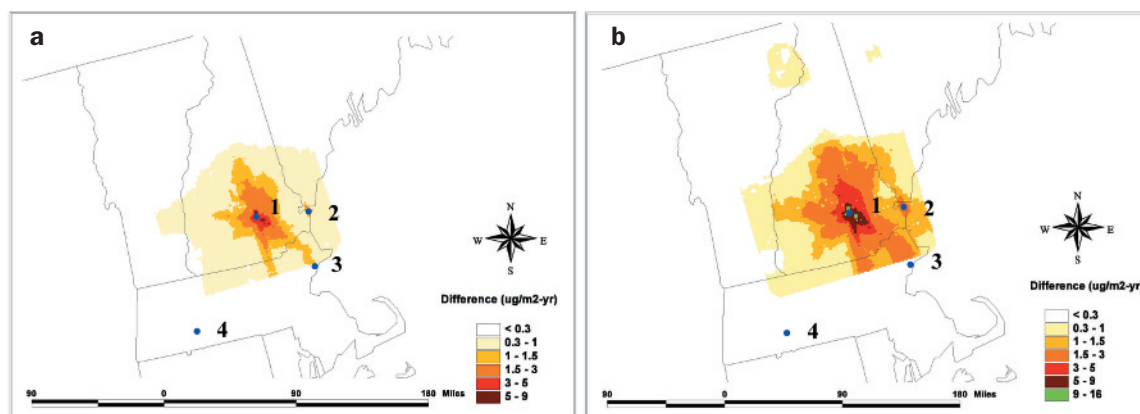 a
1
2
3
4
N
W E
S
Difference (ug/m2-yr)
< 0.3
0.3 - 1
1 - 1.5
1.5 - 3
3 - 5
5 - 9
90 0 90 180 Miles
b
1
2
3
4
N
W E
S
Difference (ug/m2-yr)
< 0.3
0.3 - 1
1 - 1.5
1.5 - 3
3 - 5
5 - 9
9 - 16
90 0 90 180 Miles